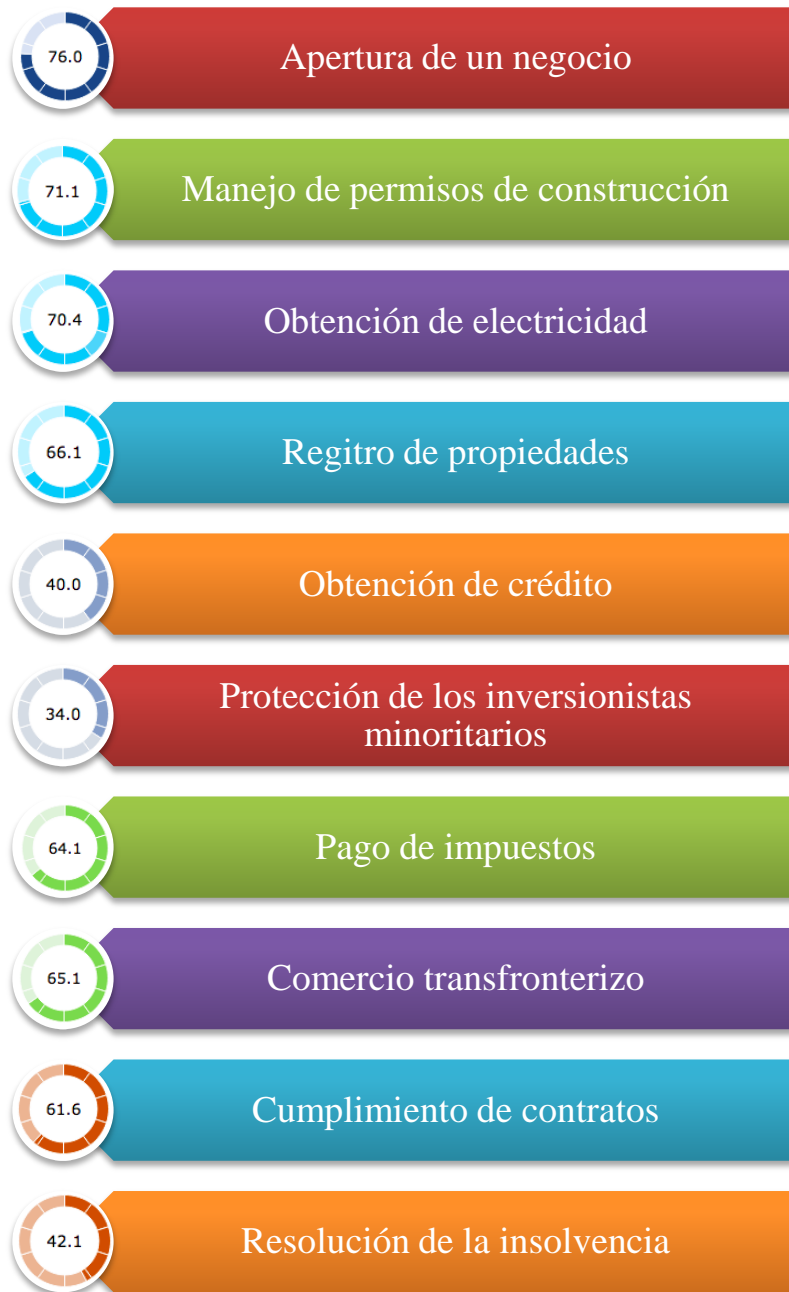 76.0
Apertura de un negocio
71.1
Manejo de permisos de construcción
70.4
Obtención de electricidad
66.1
Regitro de propiedades
40.0
Obtención de crédito
34.0
Protección de los inversionistas
minoritarios
64.1
Pago de impuestos
65.1
Comercio transfronterizo
61.6
Cumplimiento de contratos
42.1
Resolución de la insolvencia